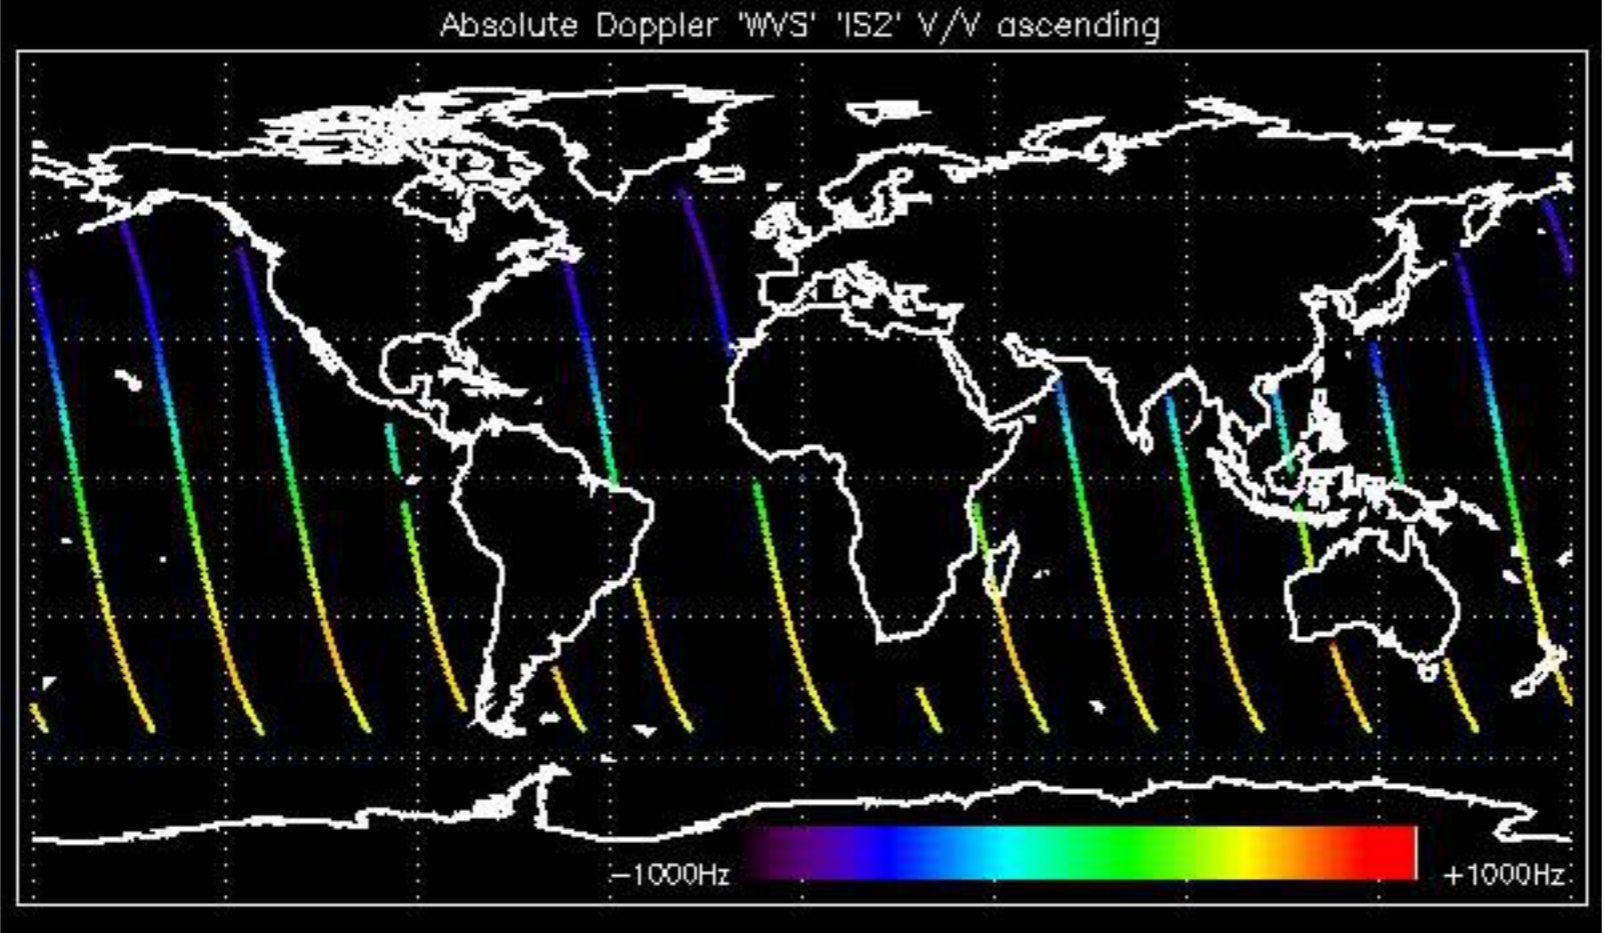 Absolute Doppler 'WVS' 'IS2' V/V ascending
-1000Hz +1000Hz